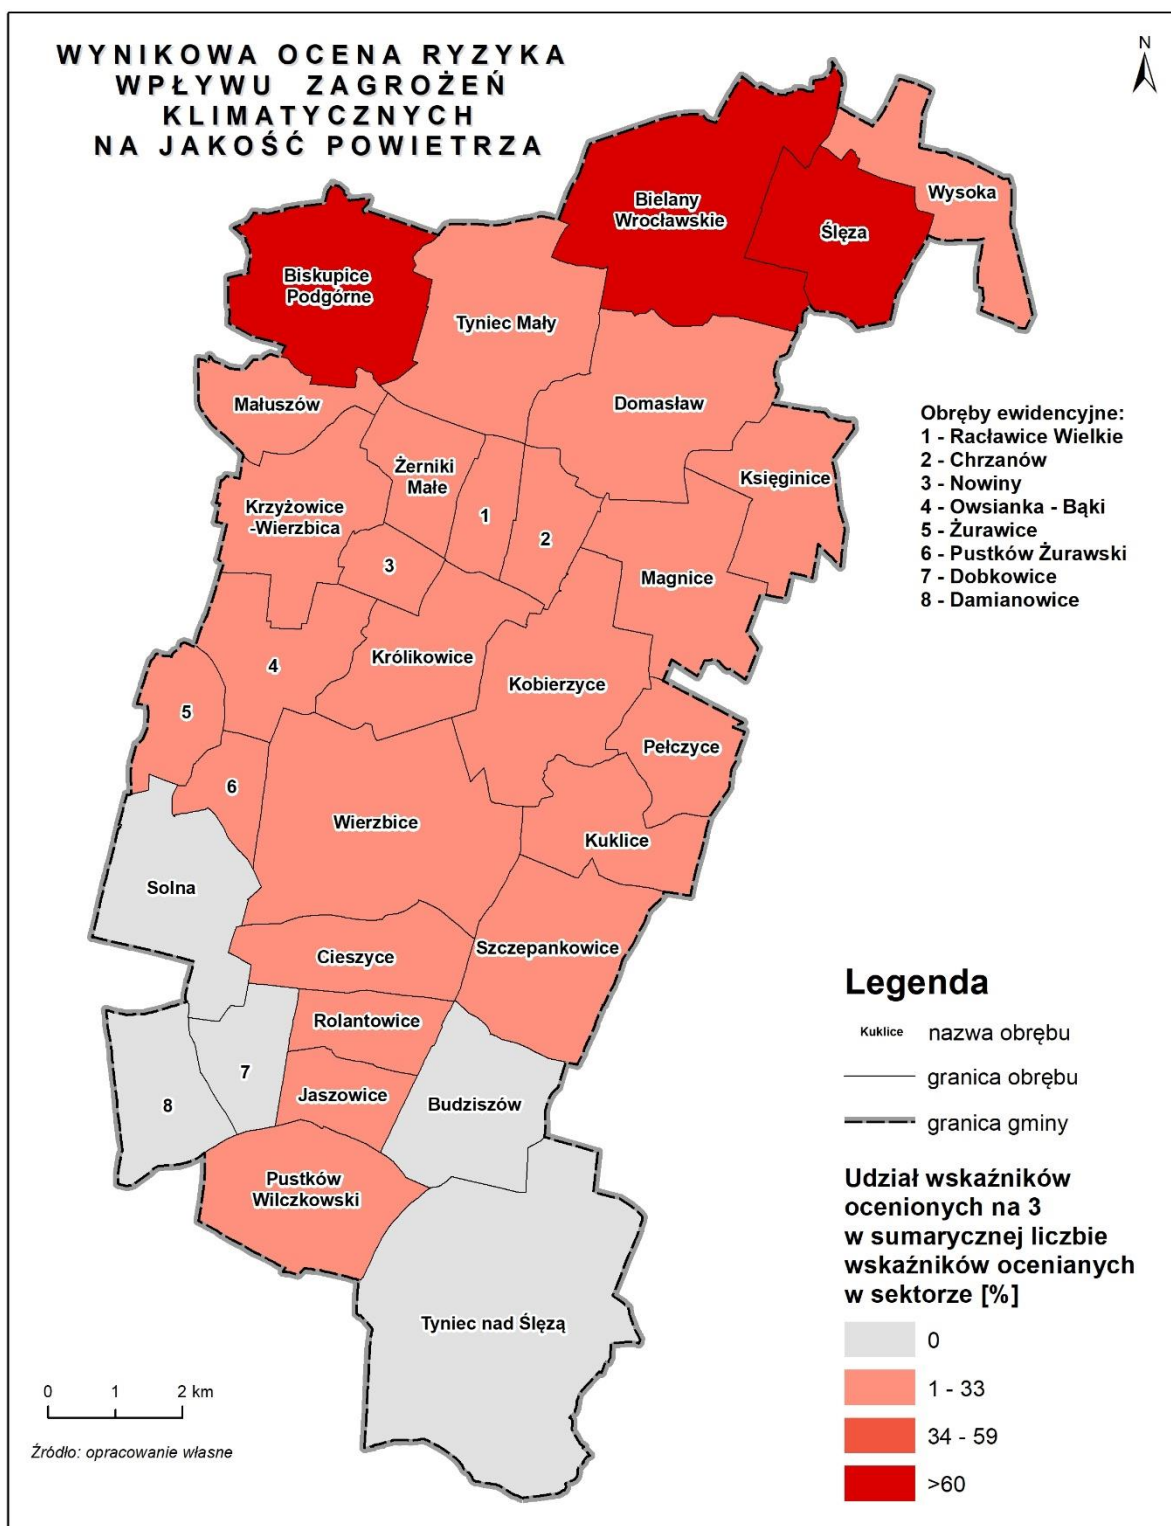 WYNIKOWA OCENA RYZYKA
WPŁYWU ZAGROŻEŃ
KLIMATYCZNYCH
NA JAKOŚĆ POWIETRZA
N
Wysoka
Bielany
Wrocławskie
Ślęza
Biskupice
Podgórne
Tyniec Mały
Małuszów
Domasław
Obręby ewidencyjne:
1 - Racławice Wielkie
2 - Chrzanów
3 - Nowiny
4 - Owsianka - Bąki
5 - Żurawice
6 - Pustków Żurawski
7 - Dobkowice
8 - Damianowice
Żerniki
Małe
Księginice
Krzyżowice
-Wierzbica
1
2
3
Magnice
4
Królikowice
Kobierzyce
5
Pełczyce
6
Wierzbice
Kuklice
Solna
Cieszyce
Szczepankowice
Rolantowice
7
Jaszowice
Budziszów
8
Pustków
Wilczkowski
Tyniec nad Ślęzą
Legenda
Kuklice nazwa obrębu
granica obrębu
granica gminy
Udział wskaźników
ocenionych na 3
w sumarycznej liczbie
wskaźników ocenianych
w sektorze [%]
0
1 - 33
34 - 59
>60
0 1 2 km
Źródło: opracowanie własne